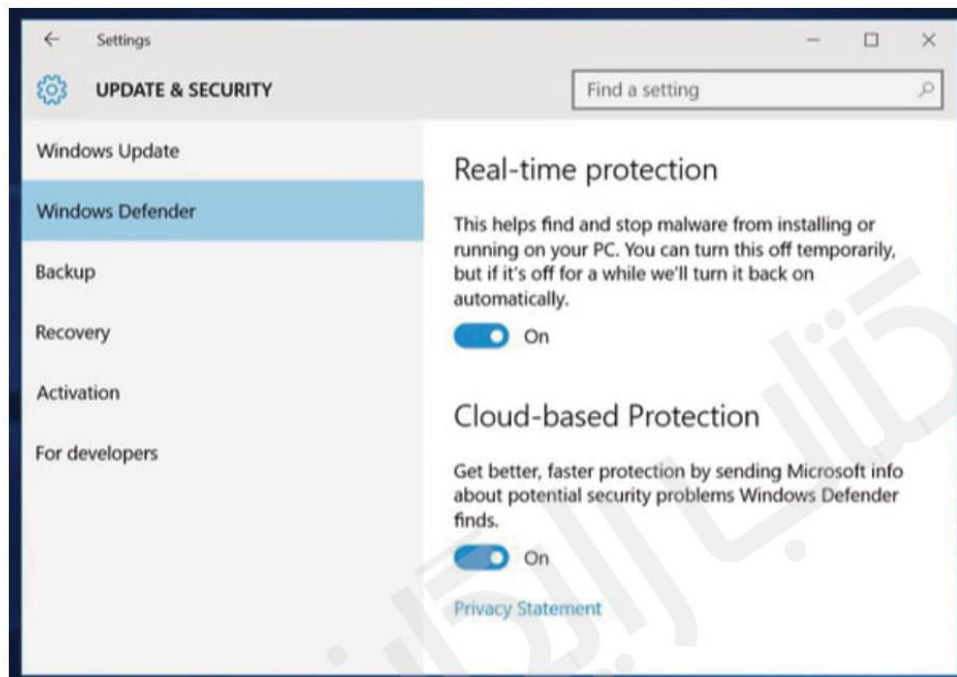 Settings
UPDATE & SECURITY
Find a setting
Windows Update
Windows Defender
Backup
Recovery
Activation
For developers
Real-time protection
This helps find and stop malware from installing or
running on your PC. You can turn this off temporarily,
but if it's off for a while we'll turn it back on
automatically.
On
Cloud-based Protection
Get better, faster protection by sending Microsoft info
about potential security problems Windows Defender
finds.
On
Privacy Statement